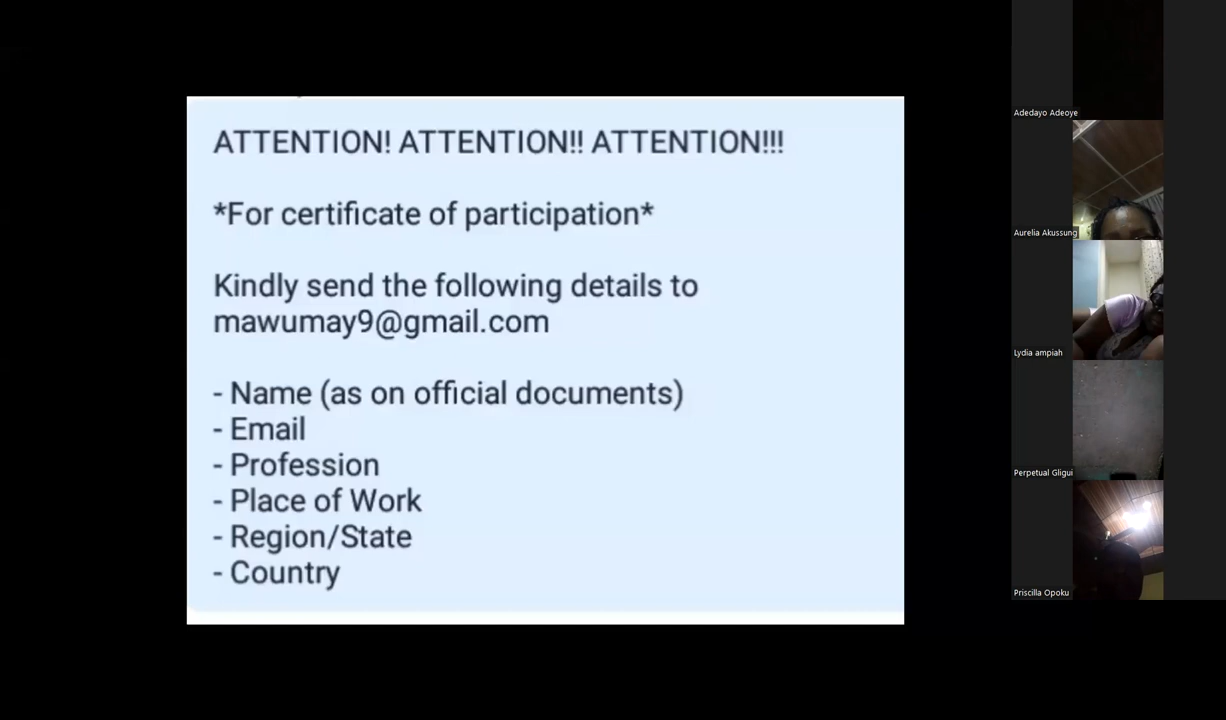 ATTENTION! ATTENTION!! ATTENTION!!!
*For certificate of participation*
Kindly send the following details to
mawumay9@gmail.com
- Name (as on official documents)
- Email
- Profession
- Place of Work
- Region/State
- Country
Adedayo Adeoye
Aurelia Akussung
Lydia ampiah
Perpetual Gligui
Priscilla Opoku